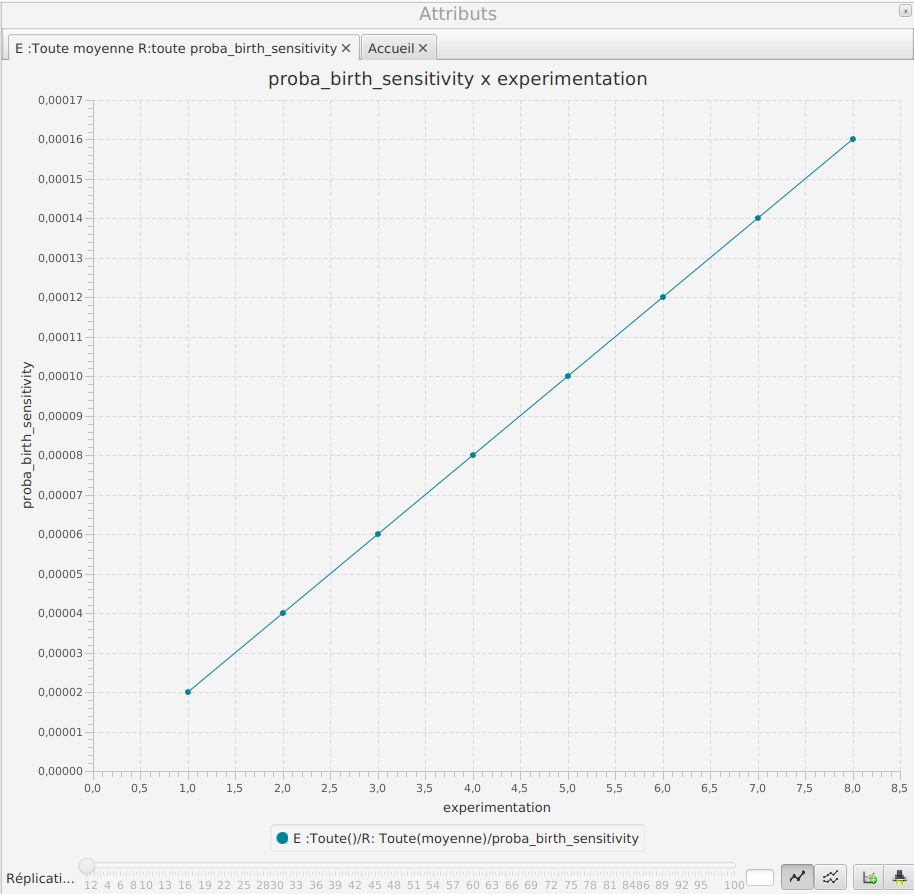 Attributs
E :Toute moyenne R:toute proba_birth_sensitivity ✕ Accueil ✕
proba_birth_sensitivity x experimentation
0,00017
0,00016
0,00015
0,00014
0,00013
0,00012
0,00011
0,00010
0,00009
0,00008
0,00007
0,00006
0,00005
0,00004
0,00003
0,00002
0,00001
0,00000
proba_birth_sensitivity
0,0 0,5 1,0 1,5 2,0 2,5 3,0 3,5 4,0 4,5 5,0 5,5 6,0 6,5 7,0 7,5 8,0 8,5
experimentation
E :Toute()/R: Toute(moyenne)/proba_birth_sensitivity
Réplicati...
12 4 6 8 10 13 16 19 22 25 2830 33 36 39 42 45 48 51 54 57 60 63 66 69 72 75 78 81 8486 89 92 95 100